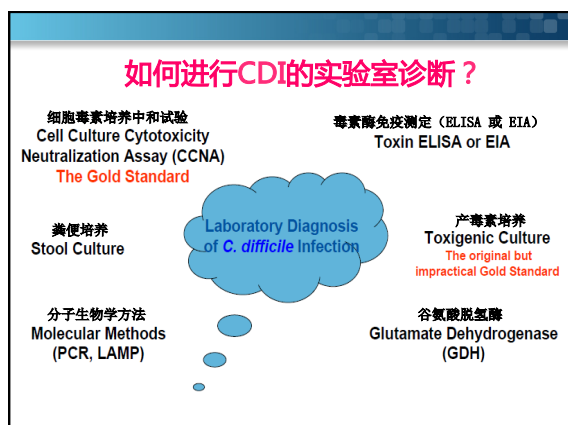 如何进行CDI的实验室诊断？
细胞毒素培养中和试验
Cell Culture Cytotoxicity
Neutralization Assay (CCNA)
The Gold Standard
毒素酶免疫测定（ELISA 或 EIA）
Toxin ELISA or EIA
Laboratory Diagnosis
of C. difficile Infection
粪便培养
Stool Culture
产毒素培养
Toxigenic Culture
The original but
impractical Gold Standard
分子生物学方法
Molecular Methods
(PCR, LAMP)
谷氨酸脱氢酶
Glutamate Dehydrogenase
(GDH)